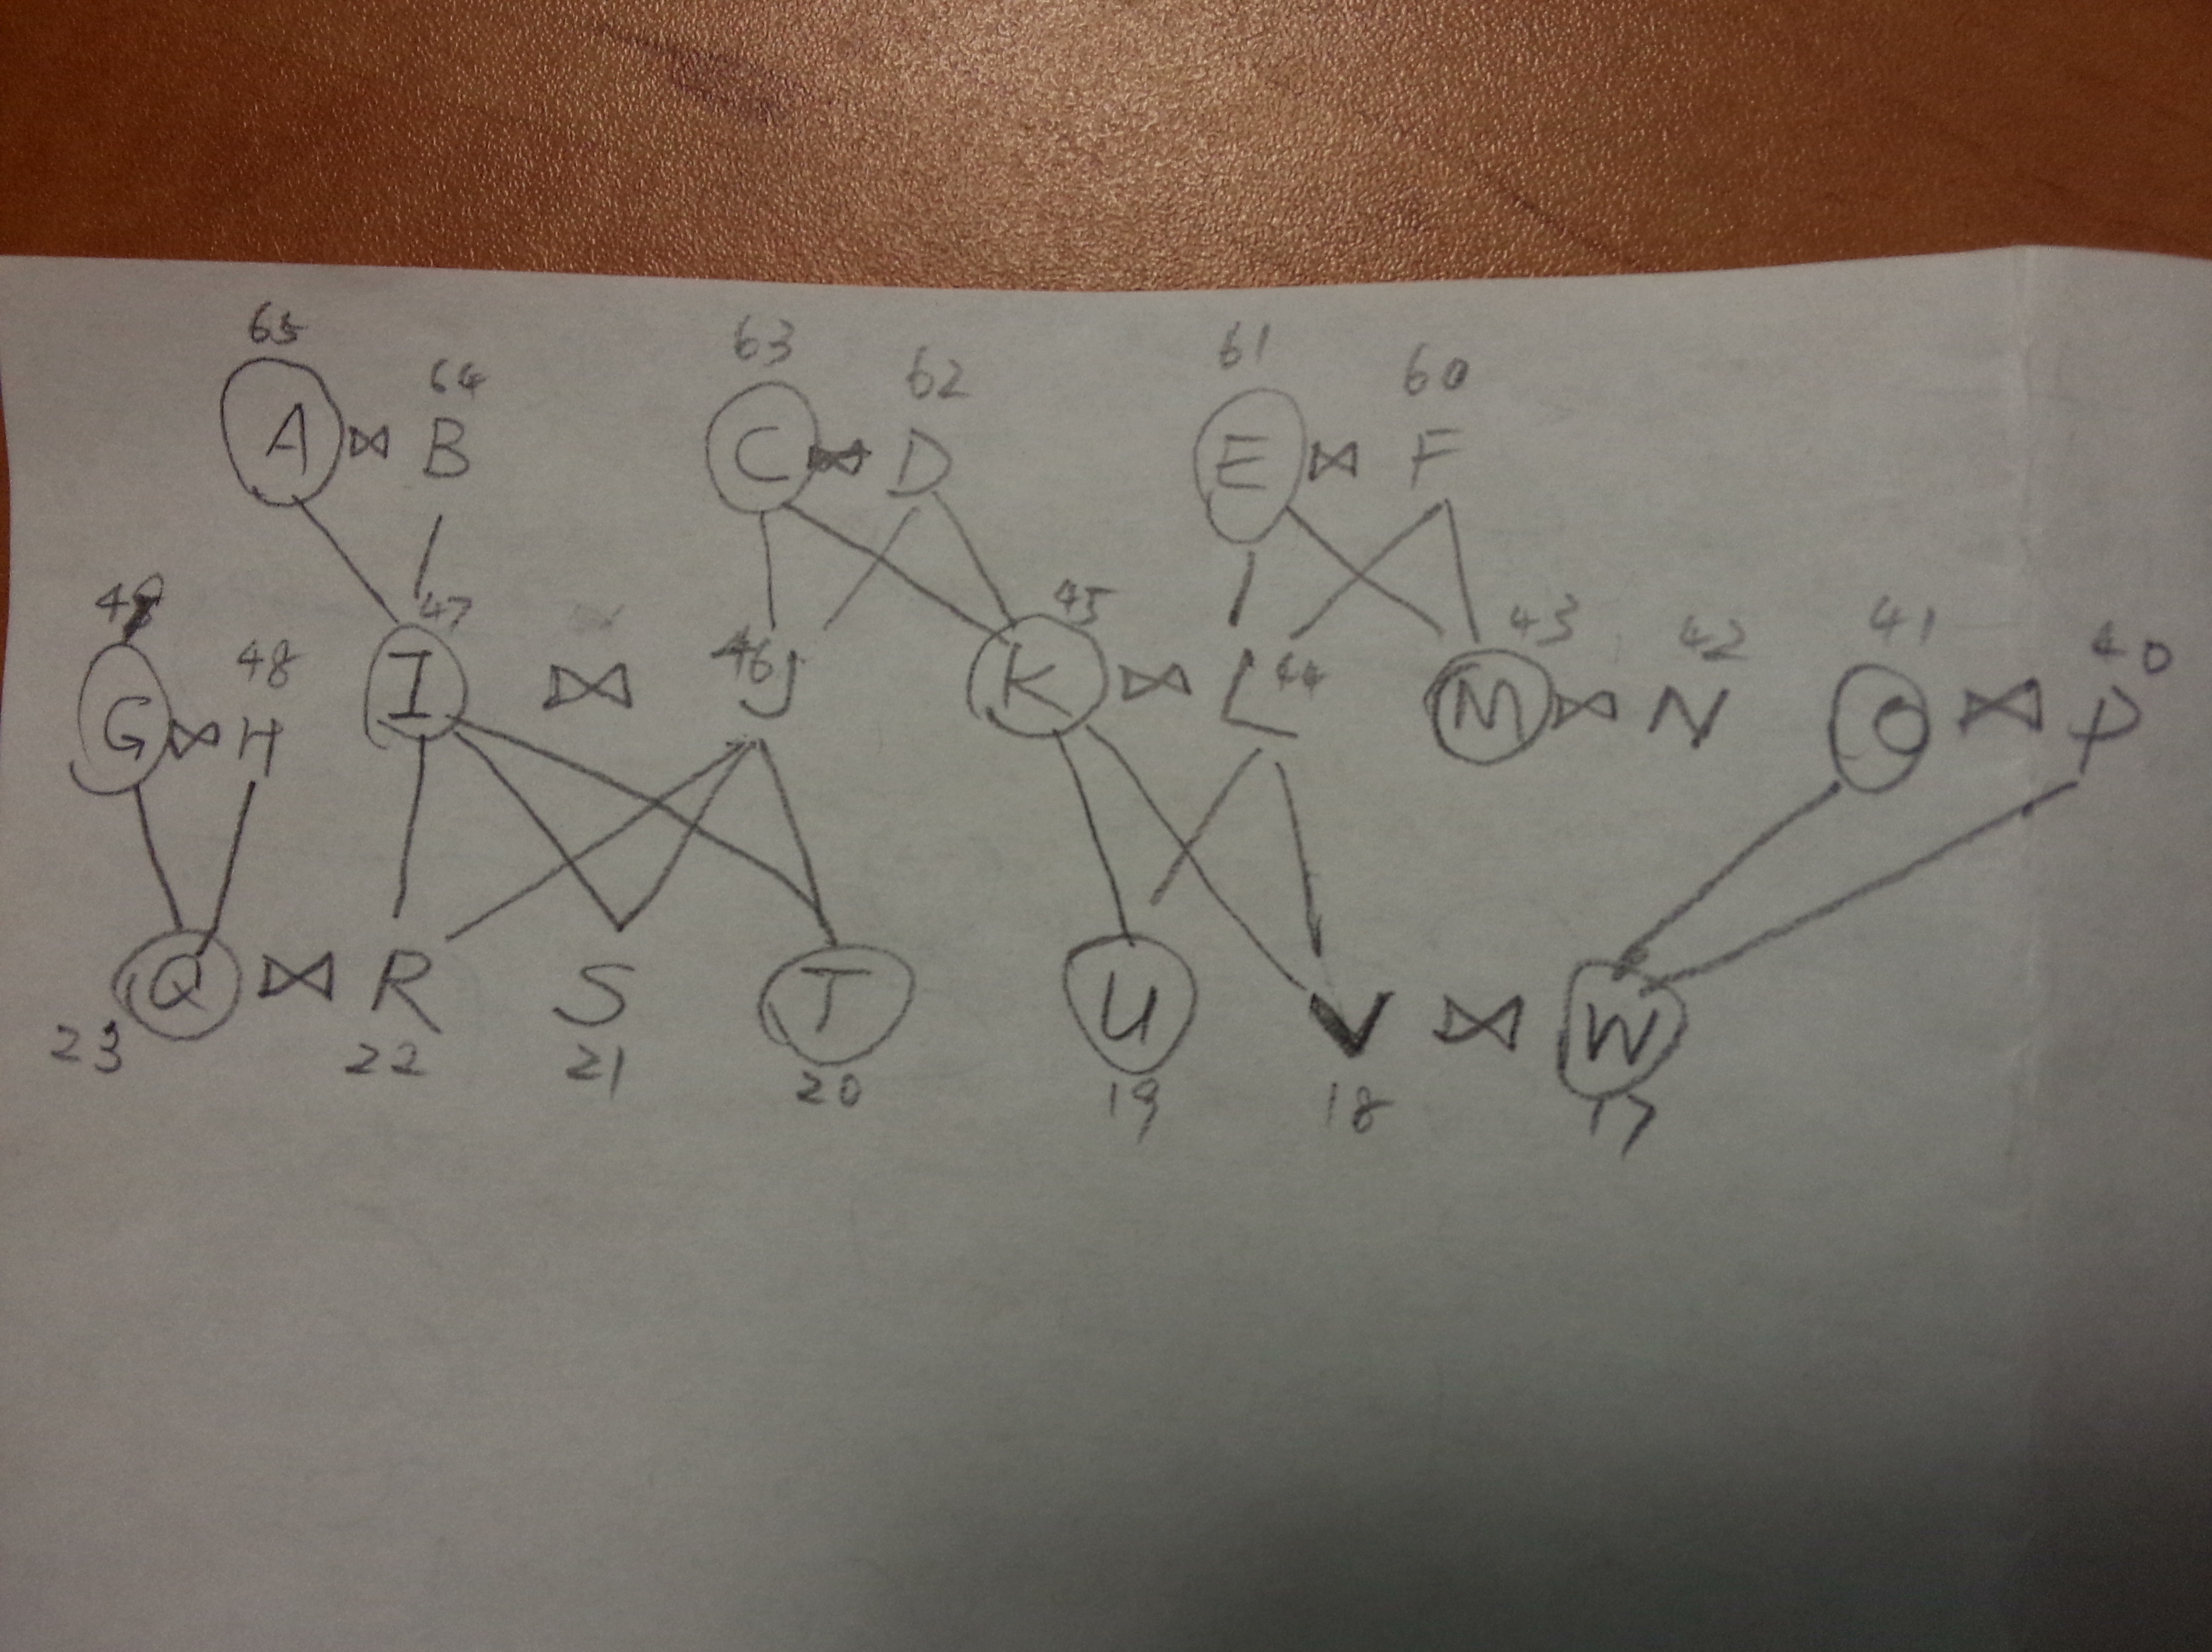 65 64 63 62 61 60
A ⋈ B C ⋈ D E ⋈ F
49 48 47 46 45 44 43 42 41 40
G ⋈ H I ⋈ J K ⋈ L M ⋈ N O ⋈ P
Q ⋈ R S T U V ⋈ W
23 22 21 20 19 18 17